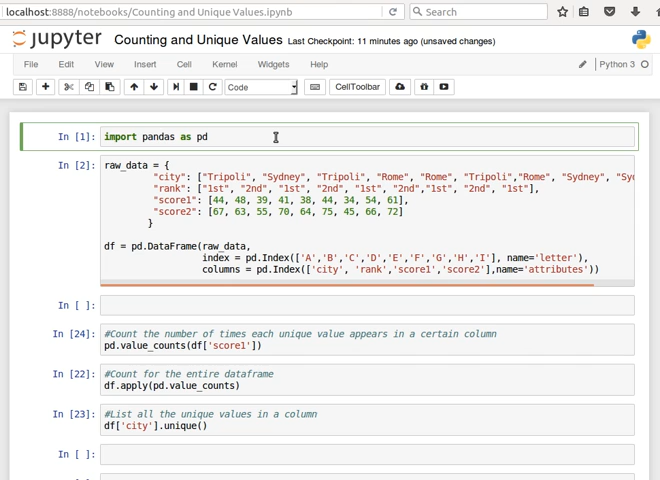 localhost:8888/notebooks/Counting and Unique Values.ipynb
Search
jupyter Counting and Unique Values Last Checkpoint: 11 minutes ago (unsaved changes)
File Edit View Insert Cell Kernel Widgets Help Python 3
Code CellToolbar
In [1]: import pandas as pd
In [2]: raw_data = {
"city": ["Tripoli", "Sydney", "Tripoli", "Rome", "Rome", "Tripoli","Rome", "Sydney", "Syd
"rank": ["1st", "2nd", "1st", "2nd", "1st", "2nd","1st", "2nd", "1st"],
"score1": [44, 48, 39, 41, 38, 44, 34, 54, 61],
"score2": [67, 63, 55, 70, 64, 75, 45, 66, 72]
}
df = pd.DataFrame(raw_data,
index = pd.Index(['A','B','C','D','E','F','G','H','I'], name='letter'),
columns = pd.Index(['city', 'rank','score1','score2'],name='attributes'))
In [ ]:
In [24]: #Count the number of times each unique value appears in a certain column
pd.value_counts(df['score1'])
In [22]: #Count for the entire dataframe
df.apply(pd.value_counts)
In [23]: #List all the unique values in a column
df['city'].unique()
In [ ]: